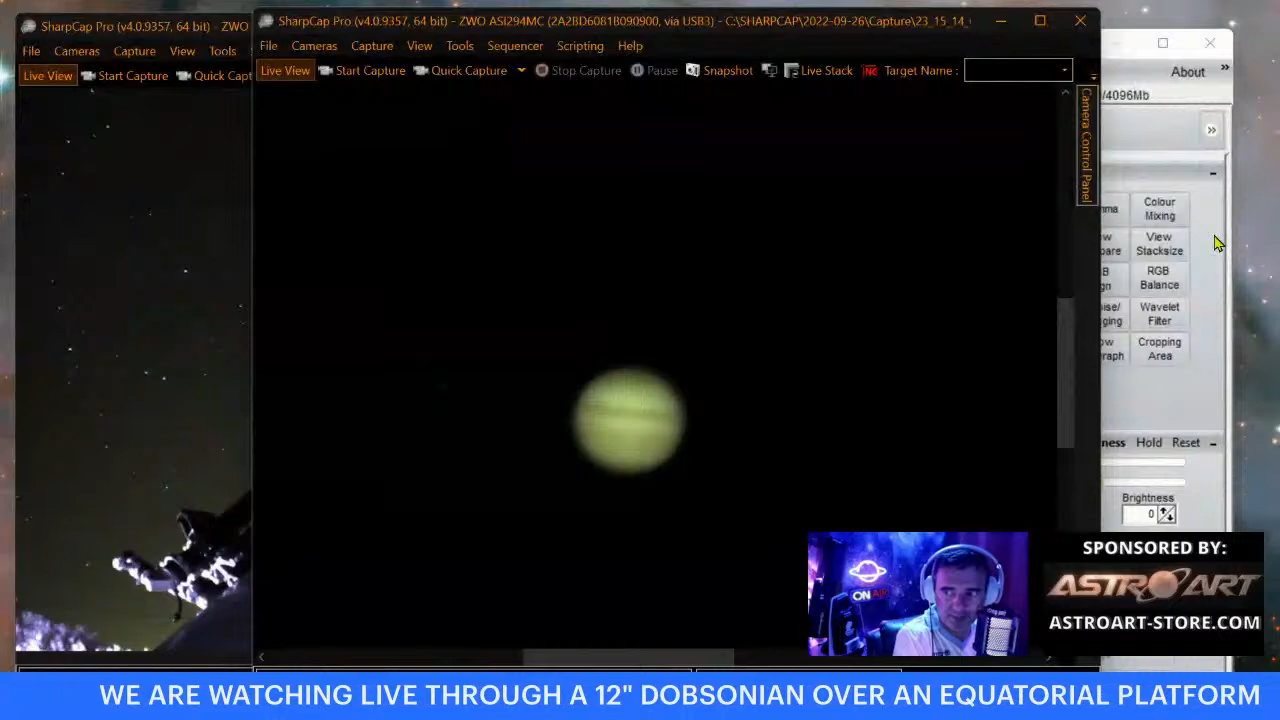 SharpCap Pro (v4.0.9357, 64 bit) - ZWO
File Cameras Capture View Tools
Live View Start Capture Quick Capt
SharpCap Pro (v4.0.9357, 64 bit) - ZWO ASI294MC (2A2BD6081B090900, via USB3) - C:\SHARPCAP\2022-09-26\Capture\23_15_14_
File Cameras Capture View Tools Sequencer Scripting Help
Live View Start Capture Quick Capture Stop Capture Pause Snapshot Live Stack Target Name :
Camera Control Panel
About
/4096Mb
Colour
Mixing
View
Stacksize
RGB
Balance
Wavelet
Filter
Cropping
Area
ness Hold Reset
Brightness
0
ON AIR
SPONSORED BY:
ASTROART
ASTROART-STORE.COM
WE ARE WATCHING LIVE THROUGH A 12" DOBSONIAN OVER AN EQUATORIAL PLATFORM